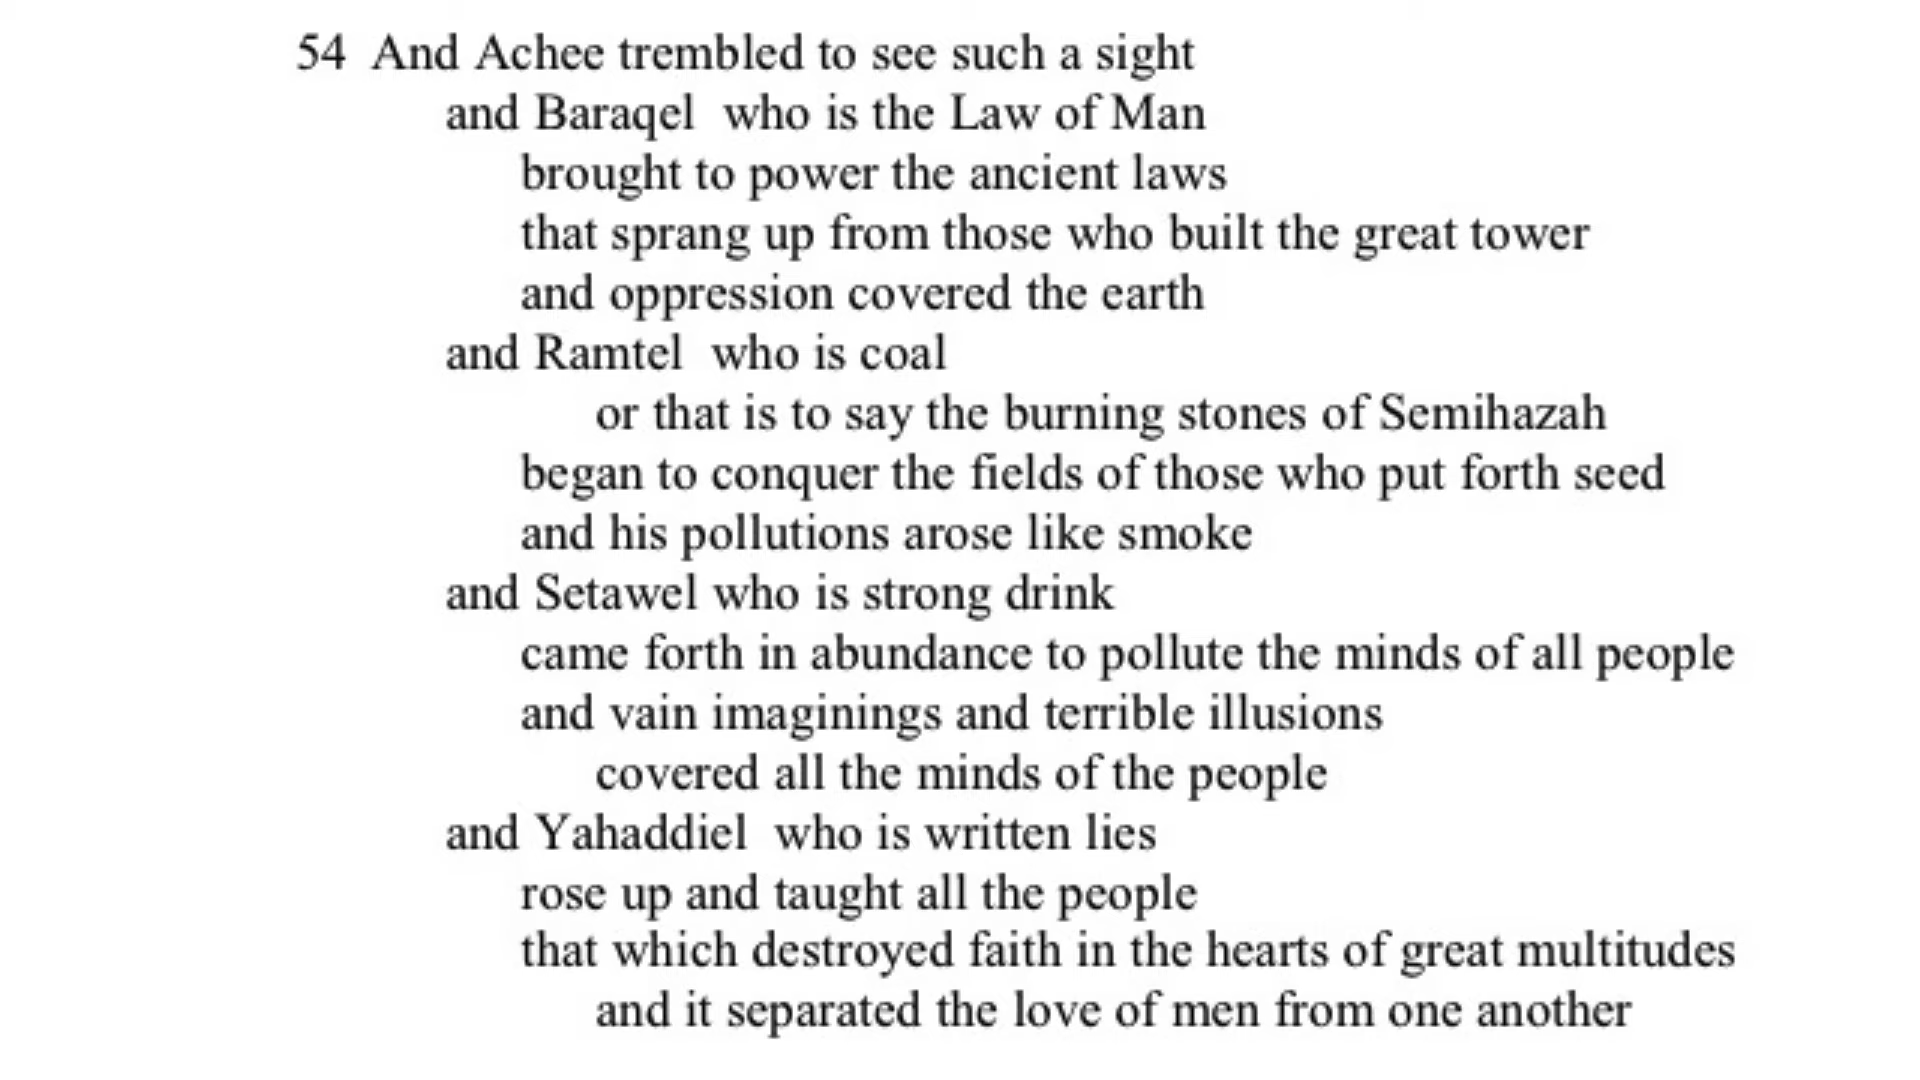 54 And Achee trembled to see such a sight
and Baraqel who is the Law of Man
brought to power the ancient laws
that sprang up from those who built the great tower
and oppression covered the earth
and Ramtel who is coal
or that is to say the burning stones of Semihazah
began to conquer the fields of those who put forth seed
and his pollutions arose like smoke
and Setawel who is strong drink
came forth in abundance to pollute the minds of all people
and vain imaginings and terrible illusions
covered all the minds of the people
and Yahaddiel who is written lies
rose up and taught all the people
that which destroyed faith in the hearts of great multitudes
and it separated the love of men from one another